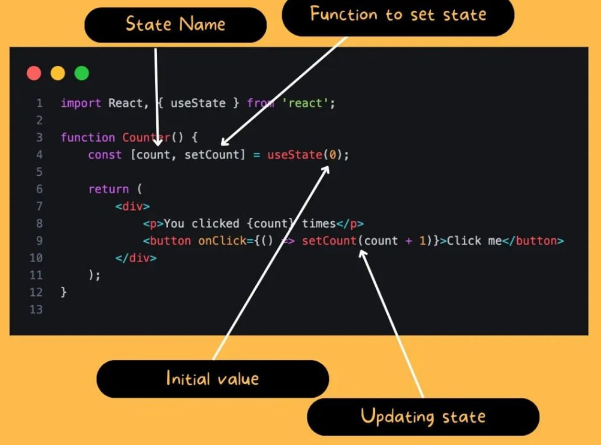 State Name
Function to set state
1 import React, { useState } from 'react';
2
3 function Counter() {
4 const [count, setCount] = useState(0);
5
6 return (
7 <div>
8 <p>You clicked {count} times</p>
9 <button onClick={() => setCount(count + 1)}>Click me</button>
10 </div>
11 );
12 }
13
Initial value
Updating state